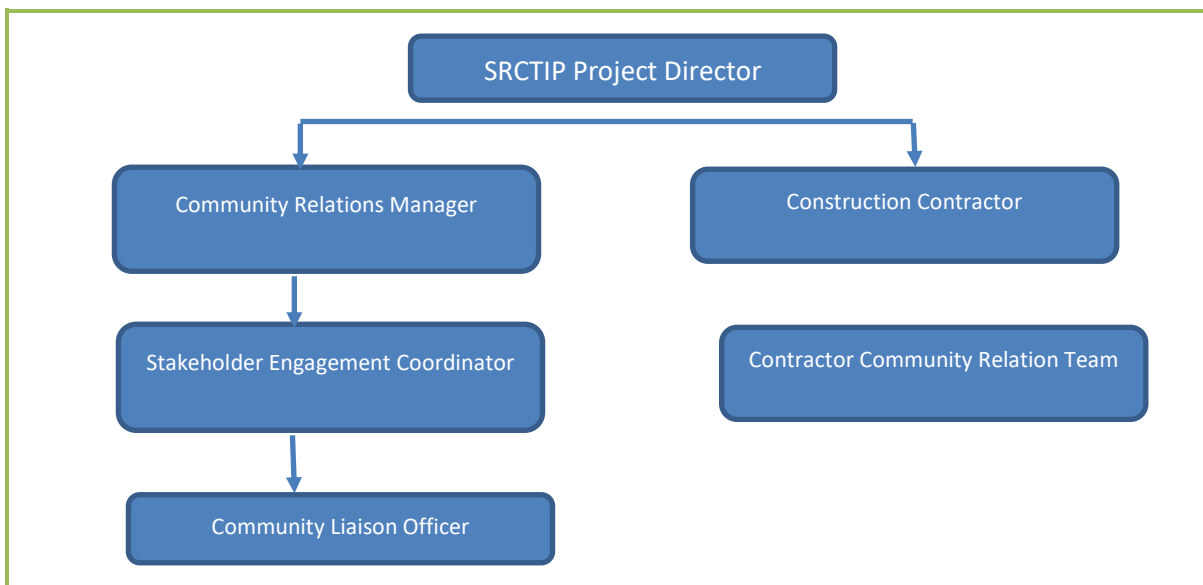 SRCTIP Project Director
Community Relations Manager
Construction Contractor
Stakeholder Engagement Coordinator
Contractor Community Relation Team
Community Liaison Officer